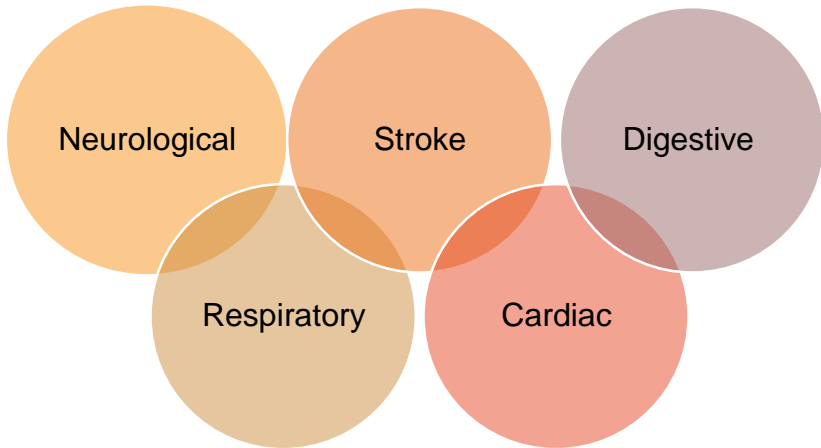 Neurological
Stroke
Digestive
Respiratory
Cardiac